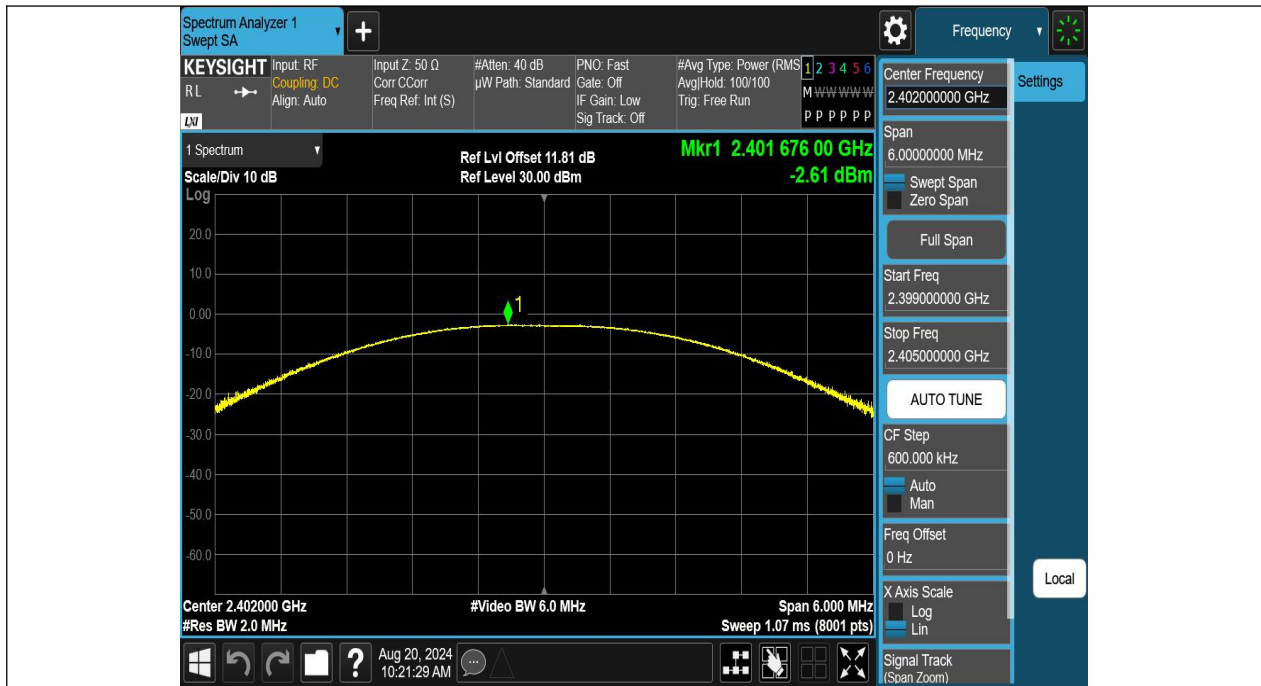 Spectrum Analyzer 1
Swept SA
+
Frequency
KEYSIGHT
RL
LXI
Input: RF
Coupling: DC
Align: Auto
Input Z: 50 Ω
Corr CCorr
Freq Ref: Int (S)
#Atten: 40 dB
µW Path: Standard
PNO: Fast
Gate: Off
IF Gain: Low
Sig Track: Off
#Avg Type: Power (RMS
Avg|Hold: 100/100
Trig: Free Run
1 2 3 4 5 6
M W W W W W
P P P P P P
1 Spectrum
Scale/Div 10 dB
Log
Ref Lvl Offset 11.81 dB
Ref Level 30.00 dBm
Mkr1 2.401 676 00 GHz
-2.61 dBm
20.0
10.0
0.00
-10.0
-20.0
-30.0
-40.0
-50.0
-60.0
1
Center 2.402000 GHz
#Res BW 2.0 MHz
#Video BW 6.0 MHz
Span 6.000 MHz
Sweep 1.07 ms (8001 pts)
?
Aug 20, 2024
10:21:29 AM
Center Frequency
2.402000000 GHz
Settings
Span
6.00000000 MHz
Swept Span
Zero Span
Full Span
Start Freq
2.399000000 GHz
Stop Freq
2.405000000 GHz
AUTO TUNE
CF Step
600.000 kHz
Auto
Man
Freq Offset
0 Hz
X Axis Scale
Log
Lin
Local
Signal Track
(Span Zoom)